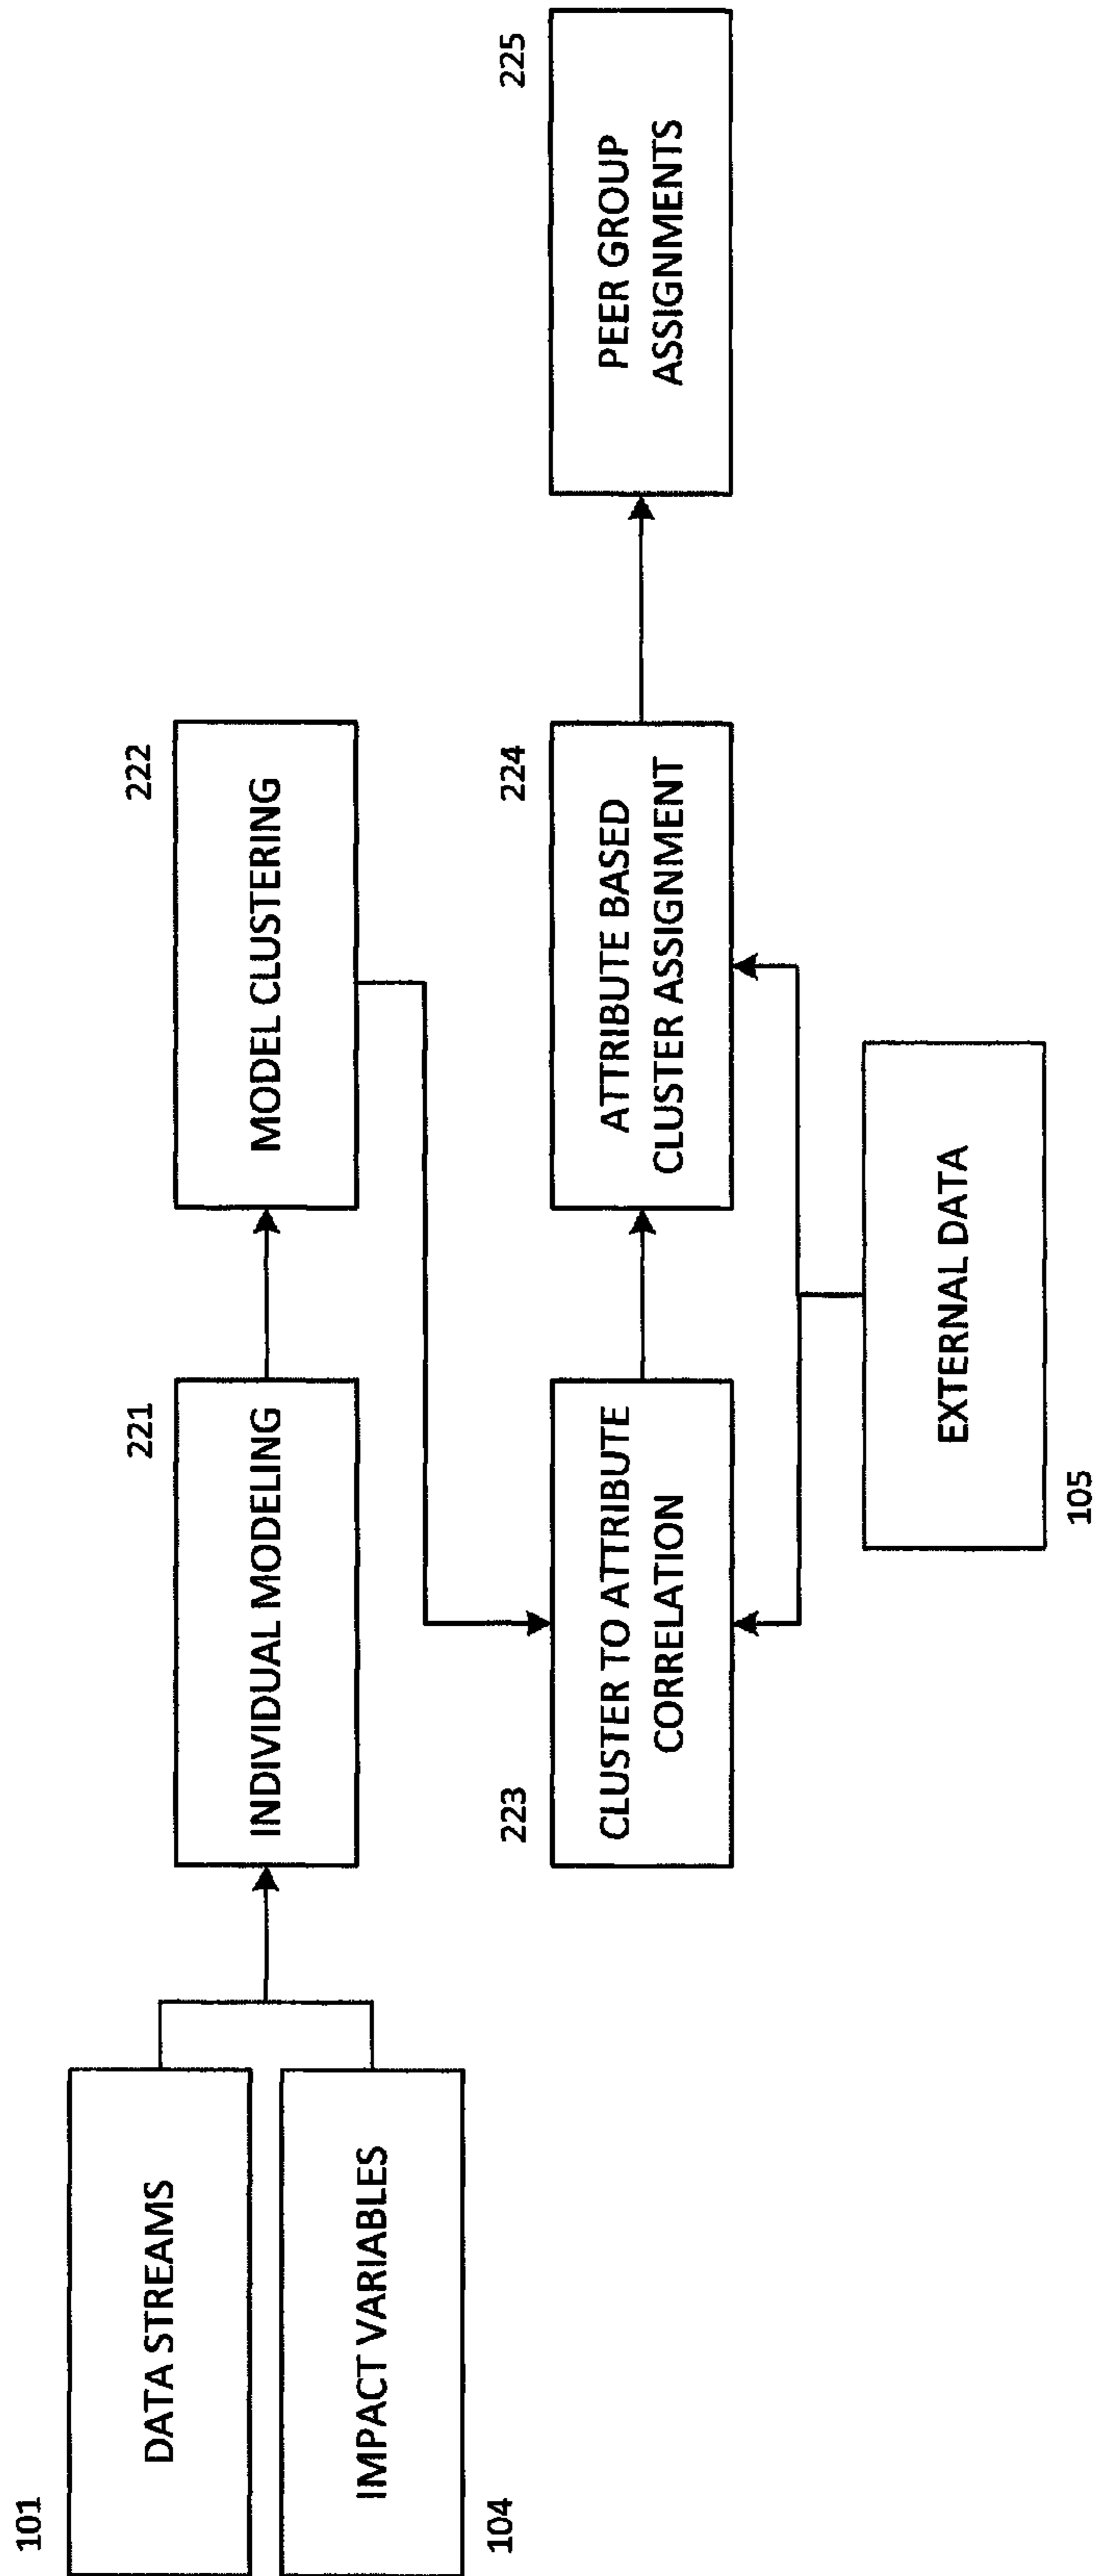 101
DATA STREAMS
IMPACT VARIABLES
104
221
INDIVIDUAL MODELING
222
MODEL CLUSTERING
223
CLUSTER TO ATTRIBUTE
CORRELATION
224
ATTRIBUTE BASED
CLUSTER ASSIGNMENT
225
PEER GROUP
ASSIGNMENTS
EXTERNAL DATA
105